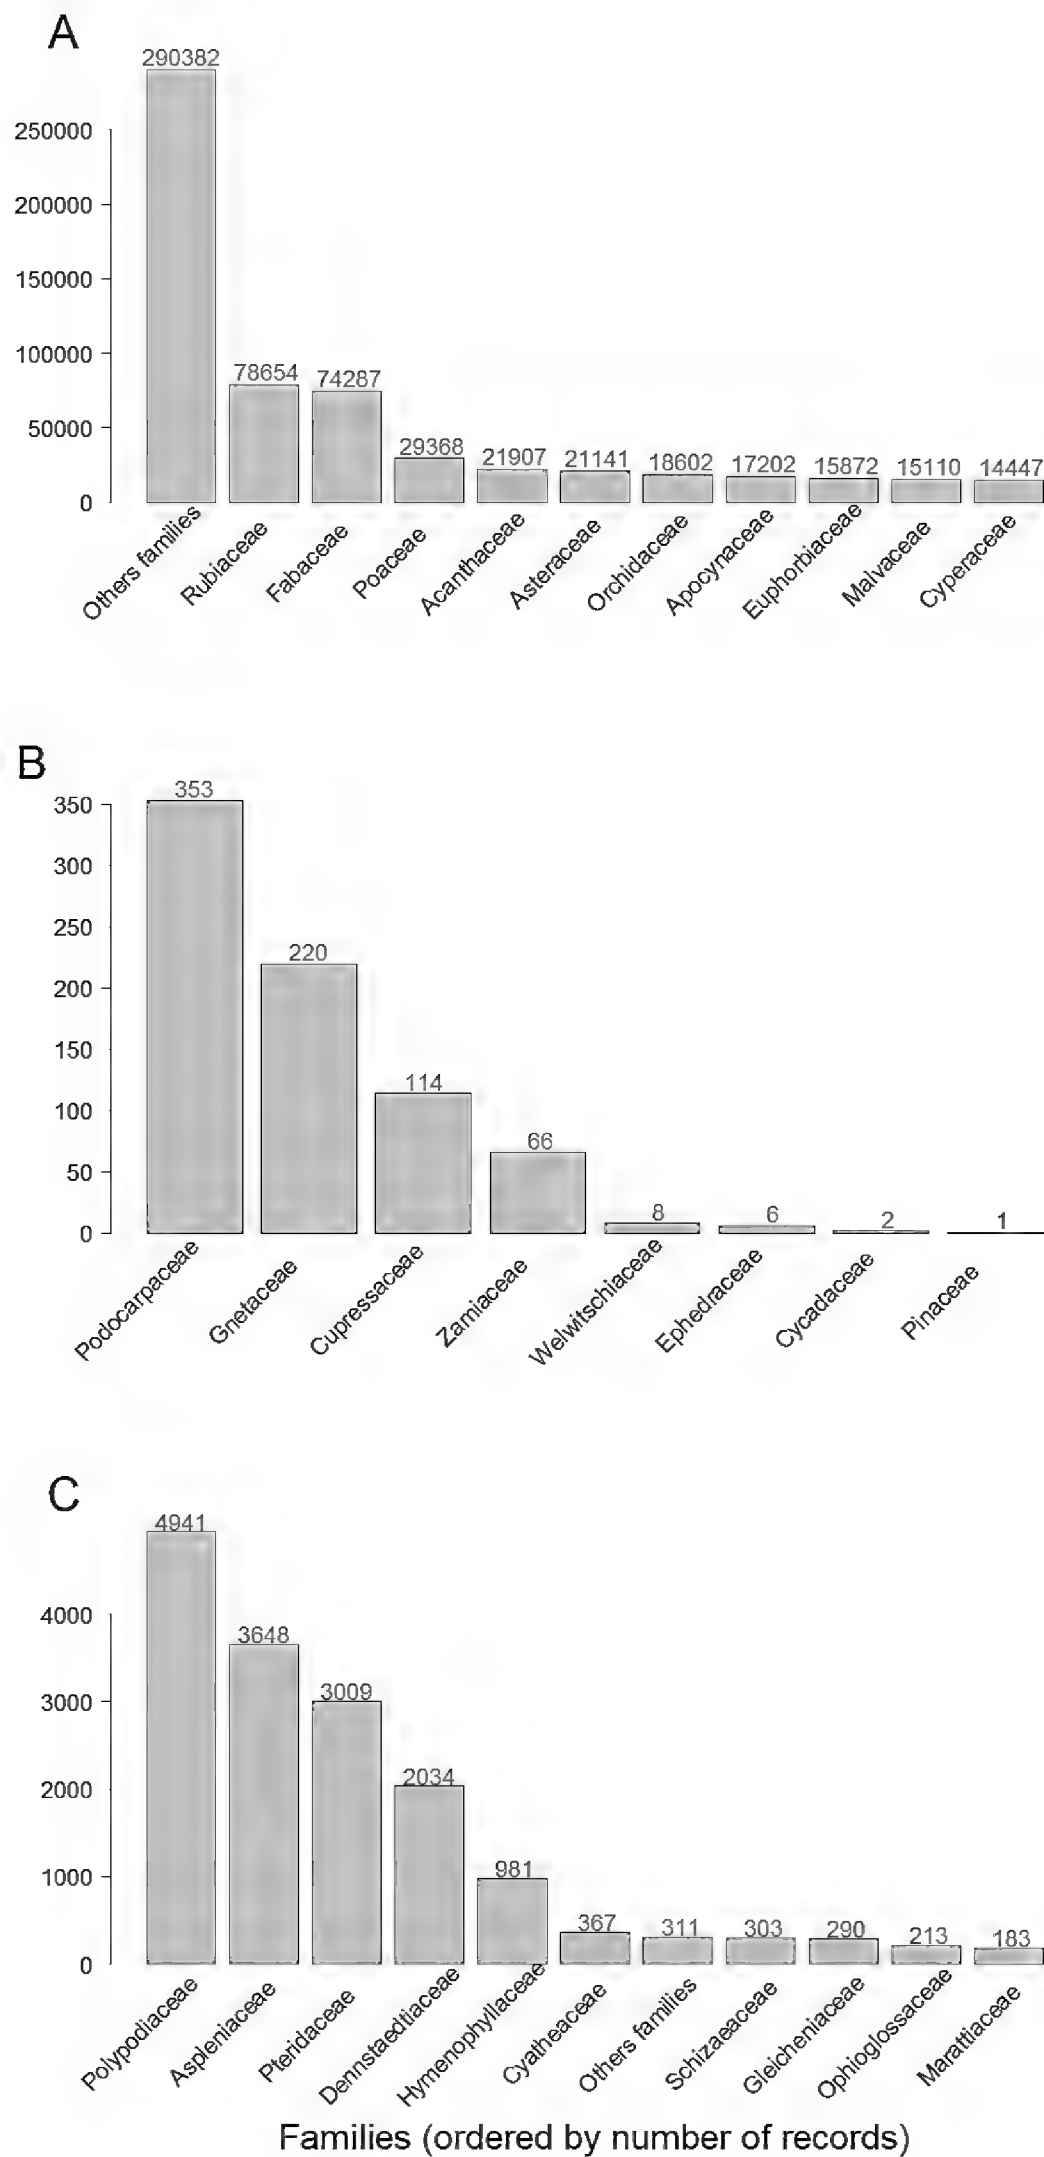 A
290382
250000
200000
150000
100000
50000
0
78654
74287
29368
21907
21141
18602
17202
15872
15110
14447
Others families
Rubiaceae
Fabaceae
Poaceae
Acanthaceae
Asteraceae
Orchidaceae
Apocynaceae
Euphorbiaceae
Malvaceae
Cyperaceae
B
353
350
300
250
200
150
100
50
0
220
114
66
8
6
2
1
Podocarpaceae
Gnetaceae
Cupressaceae
Zamiaceae
Welwitschiaceae
Ephedraceae
Cycadaceae
Pinaceae
C
4941
4000
3000
2000
1000
0
3648
3009
2034
981
367
311
303
290
213
183
Polypodiaceae
Aspleniaceae
Pteridaceae
Dennstaedtiaceae
Hymenophyllaceae
Cyatheaceae
Others families
Schizaeaceae
Gleicheniaceae
Ophioglossaceae
Marattiaceae
Families (ordered by number of records)